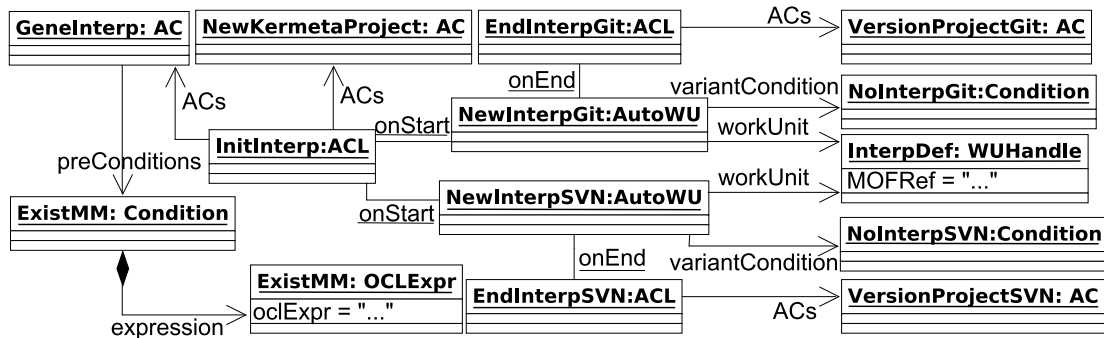 GeneInterp: AC
NewKermetaProject: AC
EndInterpGit:ACL
ACs
VersionProjectGit: AC
ACs
ACs
onEnd
variantCondition
NoInterpGit:Condition
onStart
NewInterpGit:AutoWU
workUnit
InitInterp:ACL
InterpDef: WUHandle
MOFRef = "..."
preConditions
NewInterpSVN:AutoWU
workUnit
ExistMM: Condition
onStart
NoInterpSVN:Condition
onEnd
variantCondition
ExistMM: OCLExpr
oclExpr = "..."
EndInterpSVN:ACL
VersionProjectSVN: AC
ACs
expression